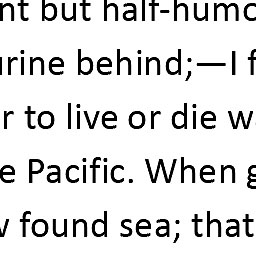 nt but half-humo
urine behind;—I f
r to live or die w
e Pacific. When g
v found sea; that